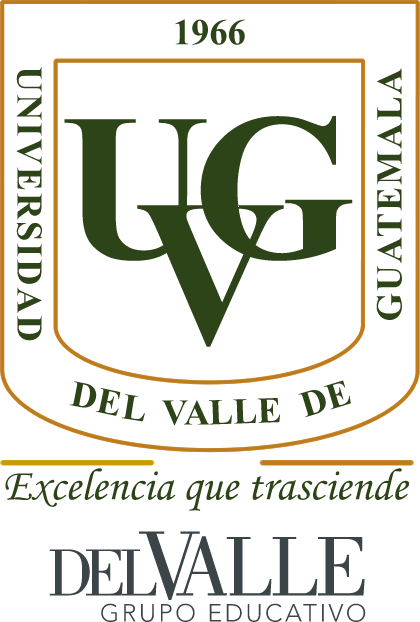 1966
UNIVERSIDAD
DEL VALLE DE
GUATEMALA
UVG
Excelencia que trasciende
DELVALLE
GRUPO EDUCATIVO